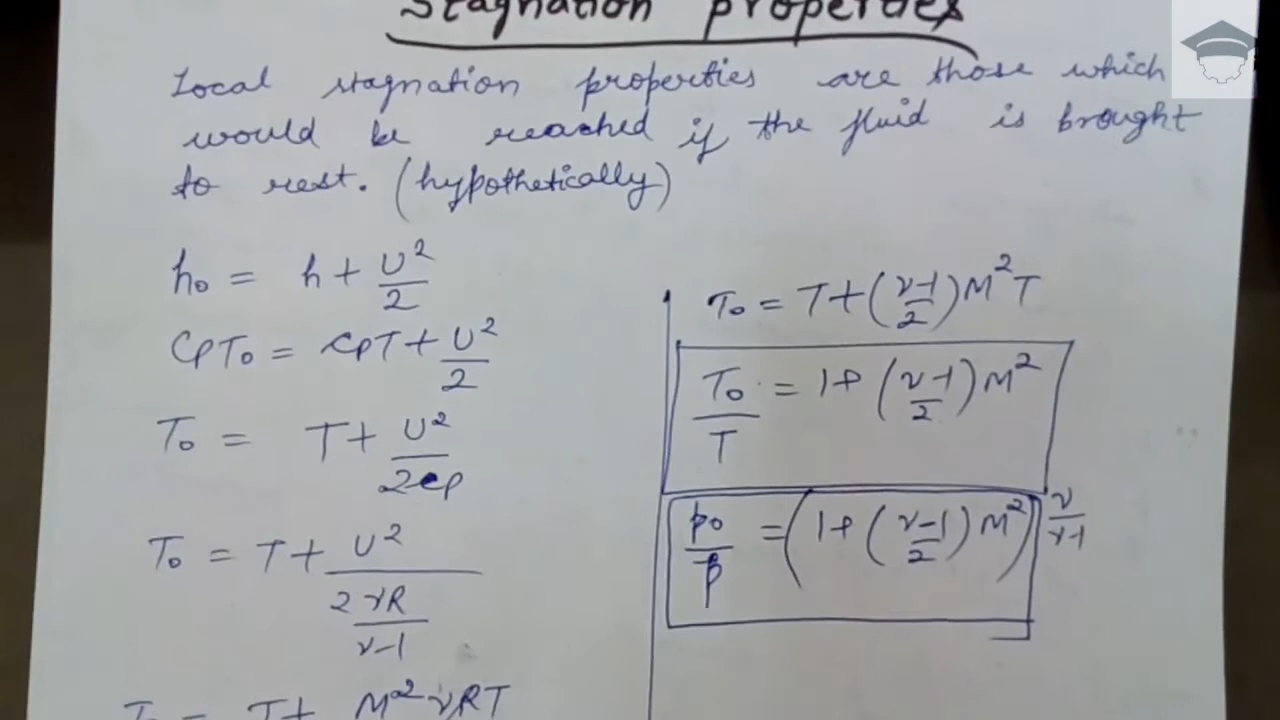 Stagnation properties
Local stagnation properties are those which
would be reached if the fluid is brought
to rest. (hypothetically)
h₀ = h + U²/2
CpT₀ = CpT + U²/2
T₀ = T + U²/2Cp
T₀ = T + U²/(2γR/(γ-1))
T₀ = T + M²γRT
T₀ = T + ((γ-1)/2)M²T
T₀/T = 1 + ((γ-1)/2)M²
p₀/p = (1 + ((γ-1)/2)M²)^(γ/(γ-1))